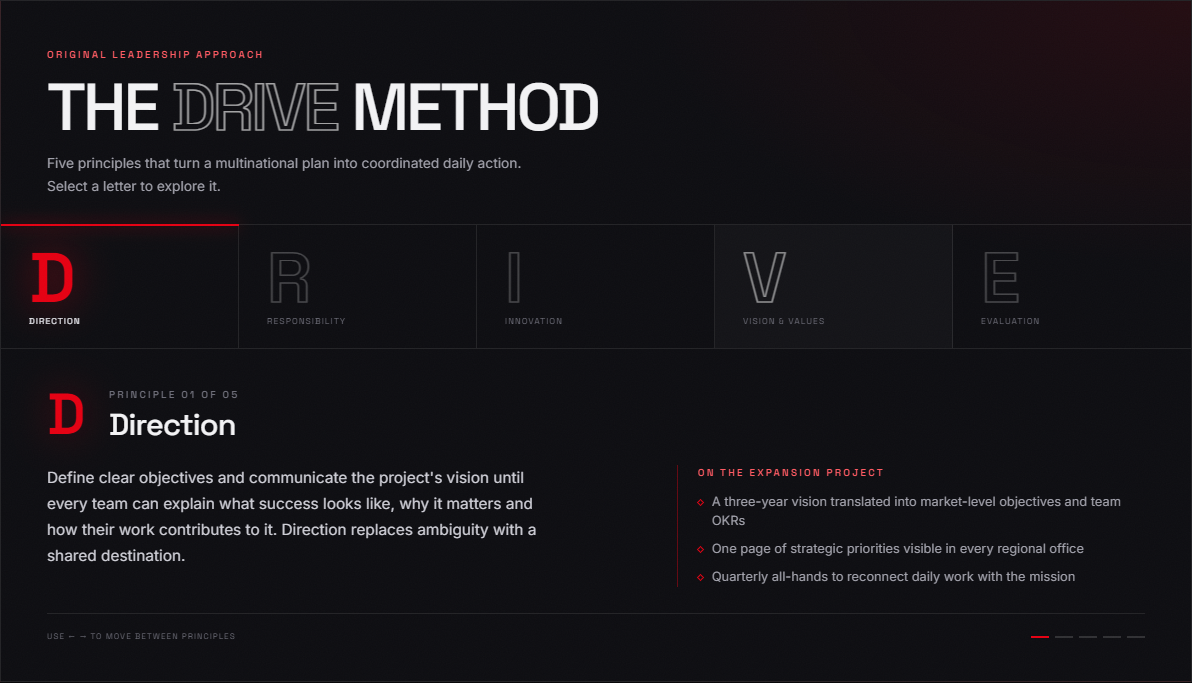 ORIGINAL LEADERSHIP APPROACH
THE DRIVE METHOD
Five principles that turn a multinational plan into coordinated daily action.
Select a letter to explore it.
D
DIRECTION
R
RESPONSIBILITY
I
INNOVATION
V
VISION & VALUES
E
EVALUATION
D
PRINCIPLE 01 OF 05
Direction
Define clear objectives and communicate the project's vision until
every team can explain what success looks like, why it matters and
how their work contributes to it. Direction replaces ambiguity with a
shared destination.
ON THE EXPANSION PROJECT
A three-year vision translated into market-level objectives and team
OKRs
One page of strategic priorities visible in every regional office
Quarterly all-hands to reconnect daily work with the mission
USE ← → TO MOVE BETWEEN PRINCIPLES